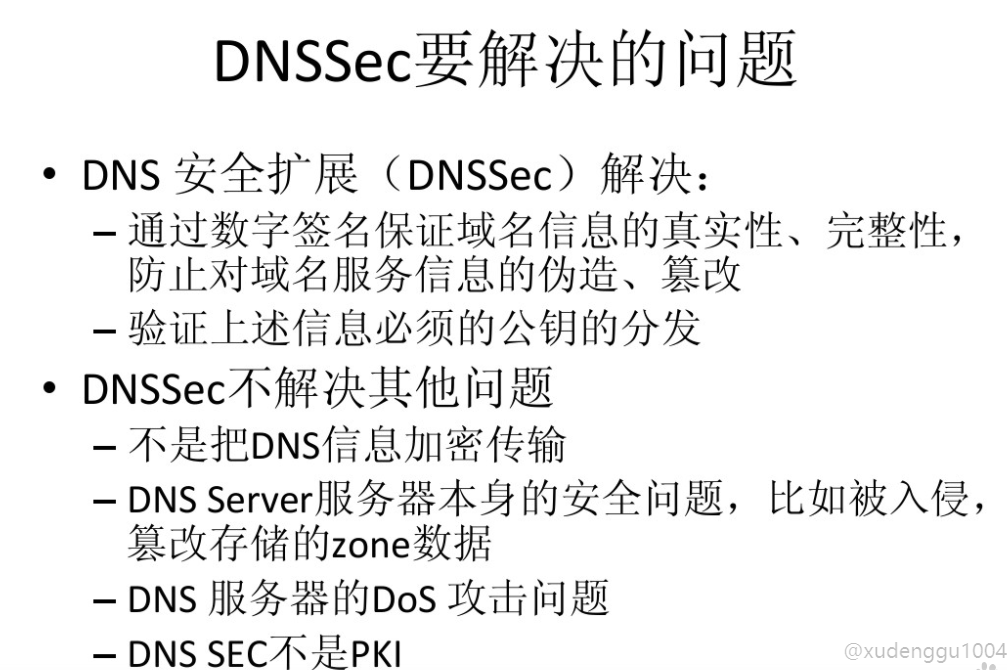 DNSSec要解决的问题
• DNS 安全扩展（DNSSec）解决：
– 通过数字签名保证域名信息的真实性、完整性，
防止对域名服务信息的伪造、篡改
– 验证上述信息必须的公钥的分发
• DNSSec不解决其他问题
– 不是把DNS信息加密传输
– DNS Server服务器本身的安全问题，比如被入侵，
篡改存储的zone数据
– DNS 服务器的DoS 攻击问题
– DNS SEC不是PKI
@xudenggu1004